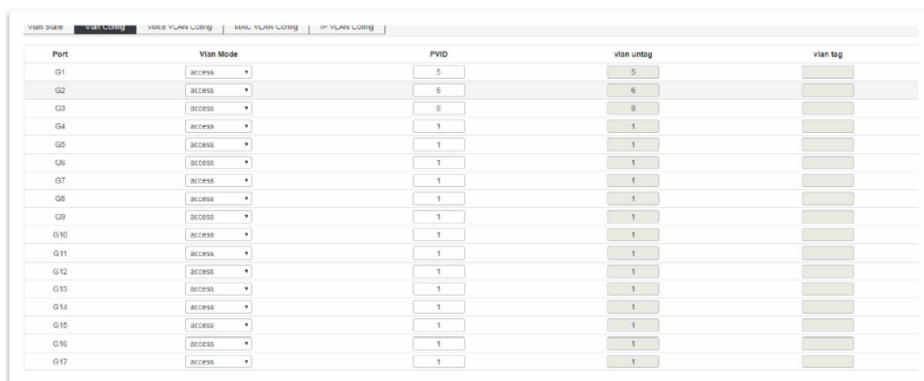 Vlan State Vlan Config Voice VLAN Config MAC VLAN Config IP VLAN Config
Port Vlan Mode PVID vlan untag vlan tag
G1 access 5 5
G2 access 6 6
G3 access 8 8
G4 access 1 1
G5 access 1 1
G6 access 1 1
G7 access 1 1
G8 access 1 1
G9 access 1 1
G10 access 1 1
G11 access 1 1
G12 access 1 1
G13 access 1 1
G14 access 1 1
G15 access 1 1
G16 access 1 1
G17 access 1 1